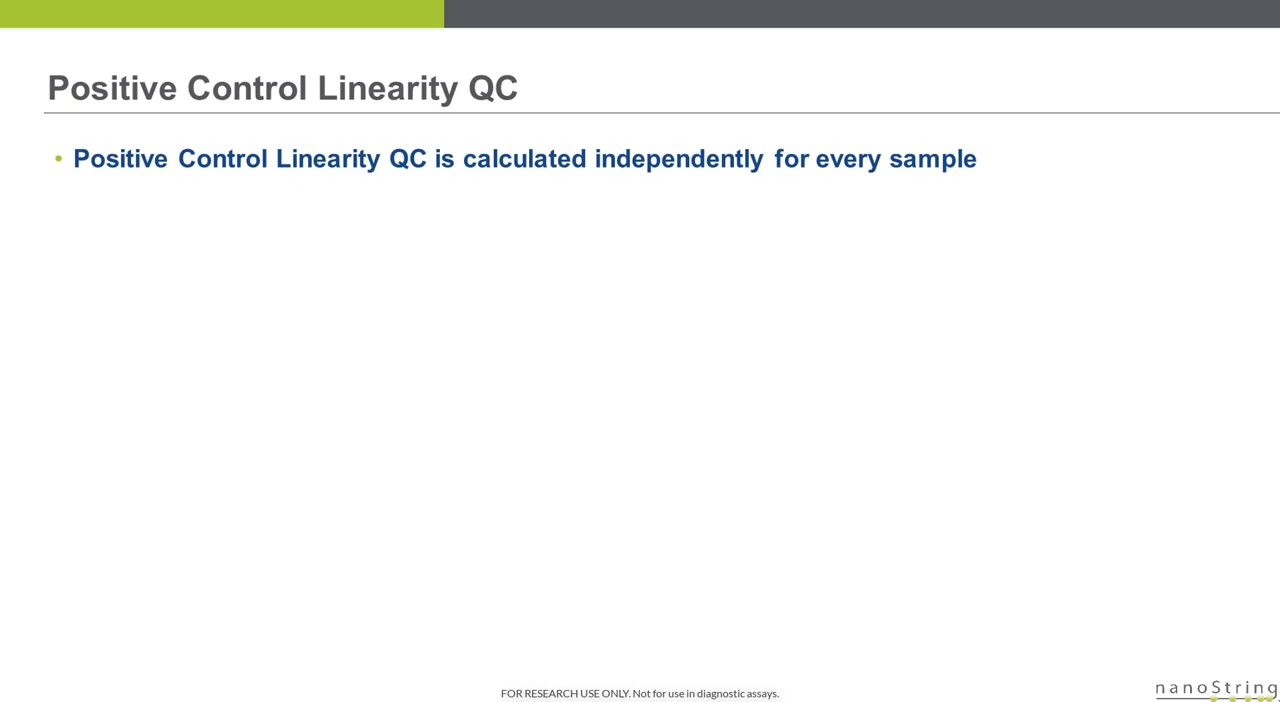 Positive Control Linearity QC
• Positive Control Linearity QC is calculated independently for every sample
FOR RESEARCH USE ONLY. Not for use in diagnostic assays.
nanoString